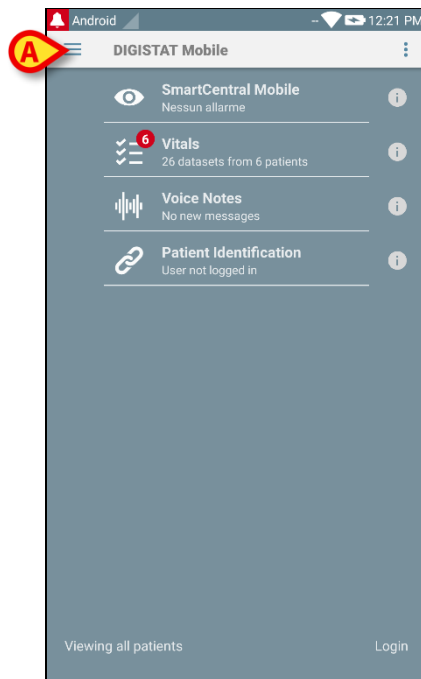 Android
-- 12:21 PM
A
DIGISTAT Mobile
SmartCentral Mobile
Nessun allarme
6
Vitals
26 datasets from 6 patients
Voice Notes
No new messages
Patient Identification
User not logged in
Viewing all patients
Login